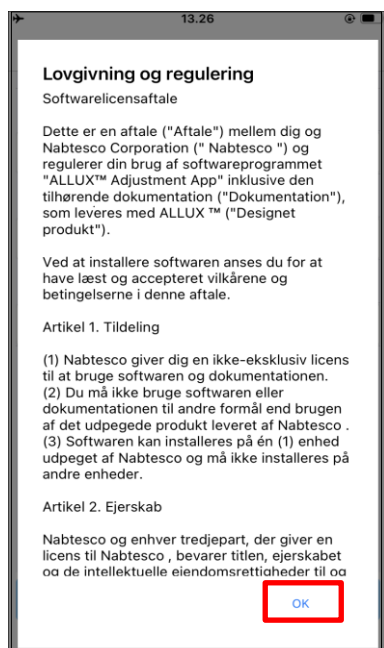 13.26
Lovgivning og regulering
Softwarelicensaftale
Dette er en aftale ("Aftale") mellem dig og
Nabtesco Corporation (" Nabtesco ") og
regulerer din brug af softwareprogrammet
"ALLUX™ Adjustment App" inklusive den
tilhørende dokumentation ("Dokumentation"),
som leveres med ALLUX ™ ("Designet
produkt").
Ved at installere softwaren anses du for at
have læst og accepteret vilkårene og
betingelserne i denne aftale.
Artikel 1. Tildeling
(1) Nabtesco giver dig en ikke-eksklusiv licens
til at bruge softwaren og dokumentationen.
(2) Du må ikke bruge softwaren eller
dokumentationen til andre formål end brugen
af det udpegede produkt leveret af Nabtesco .
(3) Softwaren kan installeres på én (1) enhed
udpeget af Nabtesco og må ikke installeres på
andre enheder.
Artikel 2. Ejerskab
Nabtesco og enhver tredjepart, der giver en
licens til Nabtesco , bevarer titlen, ejerskabet
og de intellektuelle ejendomsrettigheder til og
OK